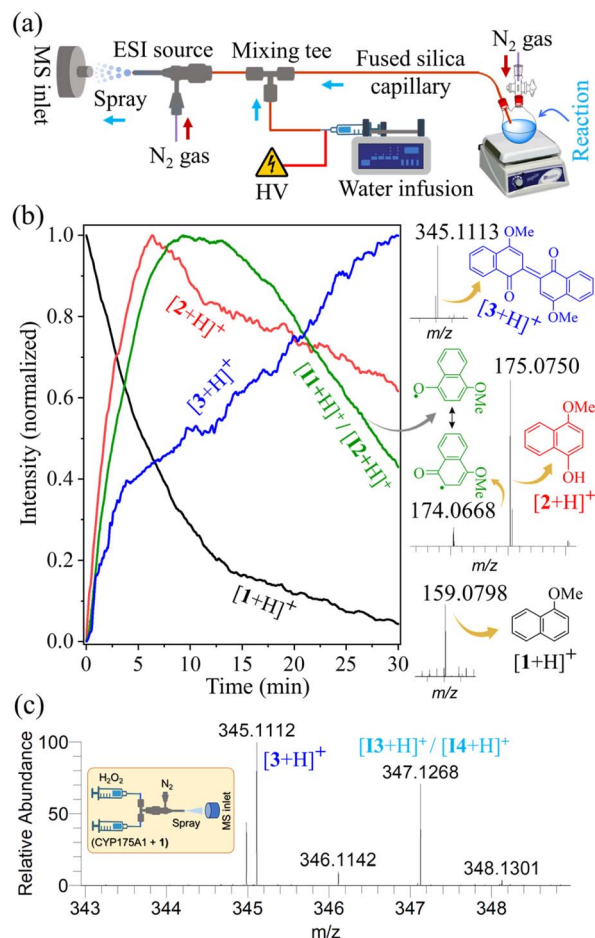 (a)
MS inlet
ESI source
Mixing tee
Fused silica
capillary
N₂ gas
Spray
N₂ gas
HV
Water infusion
Reaction
(b)
Intensity (normalized)
1.0
0.8
0.6
0.4
0.2
0.0
[2+H]⁺
[3+H]⁺
[I1+H]⁺/[I2+H]⁺
[1+H]⁺
0 5 10 15 20 25 30
Time (min)
345.1113
m/z
OMe
O
O
OMe
[3+H]⁺
O
OMe
O
OMe
174.0668
175.0750
m/z
OMe
OH
[2+H]⁺
159.0798
m/z
OMe
[1+H]⁺
(c)
Relative Abundance
100
50
0
345.1112
[3+H]⁺
[I3+H]⁺/[I4+H]⁺
347.1268
346.1142
348.1301
H₂O₂
N₂
Spray
MS inlet
(CYP175A1 + 1)
343 344 345 346 347 348
m/z